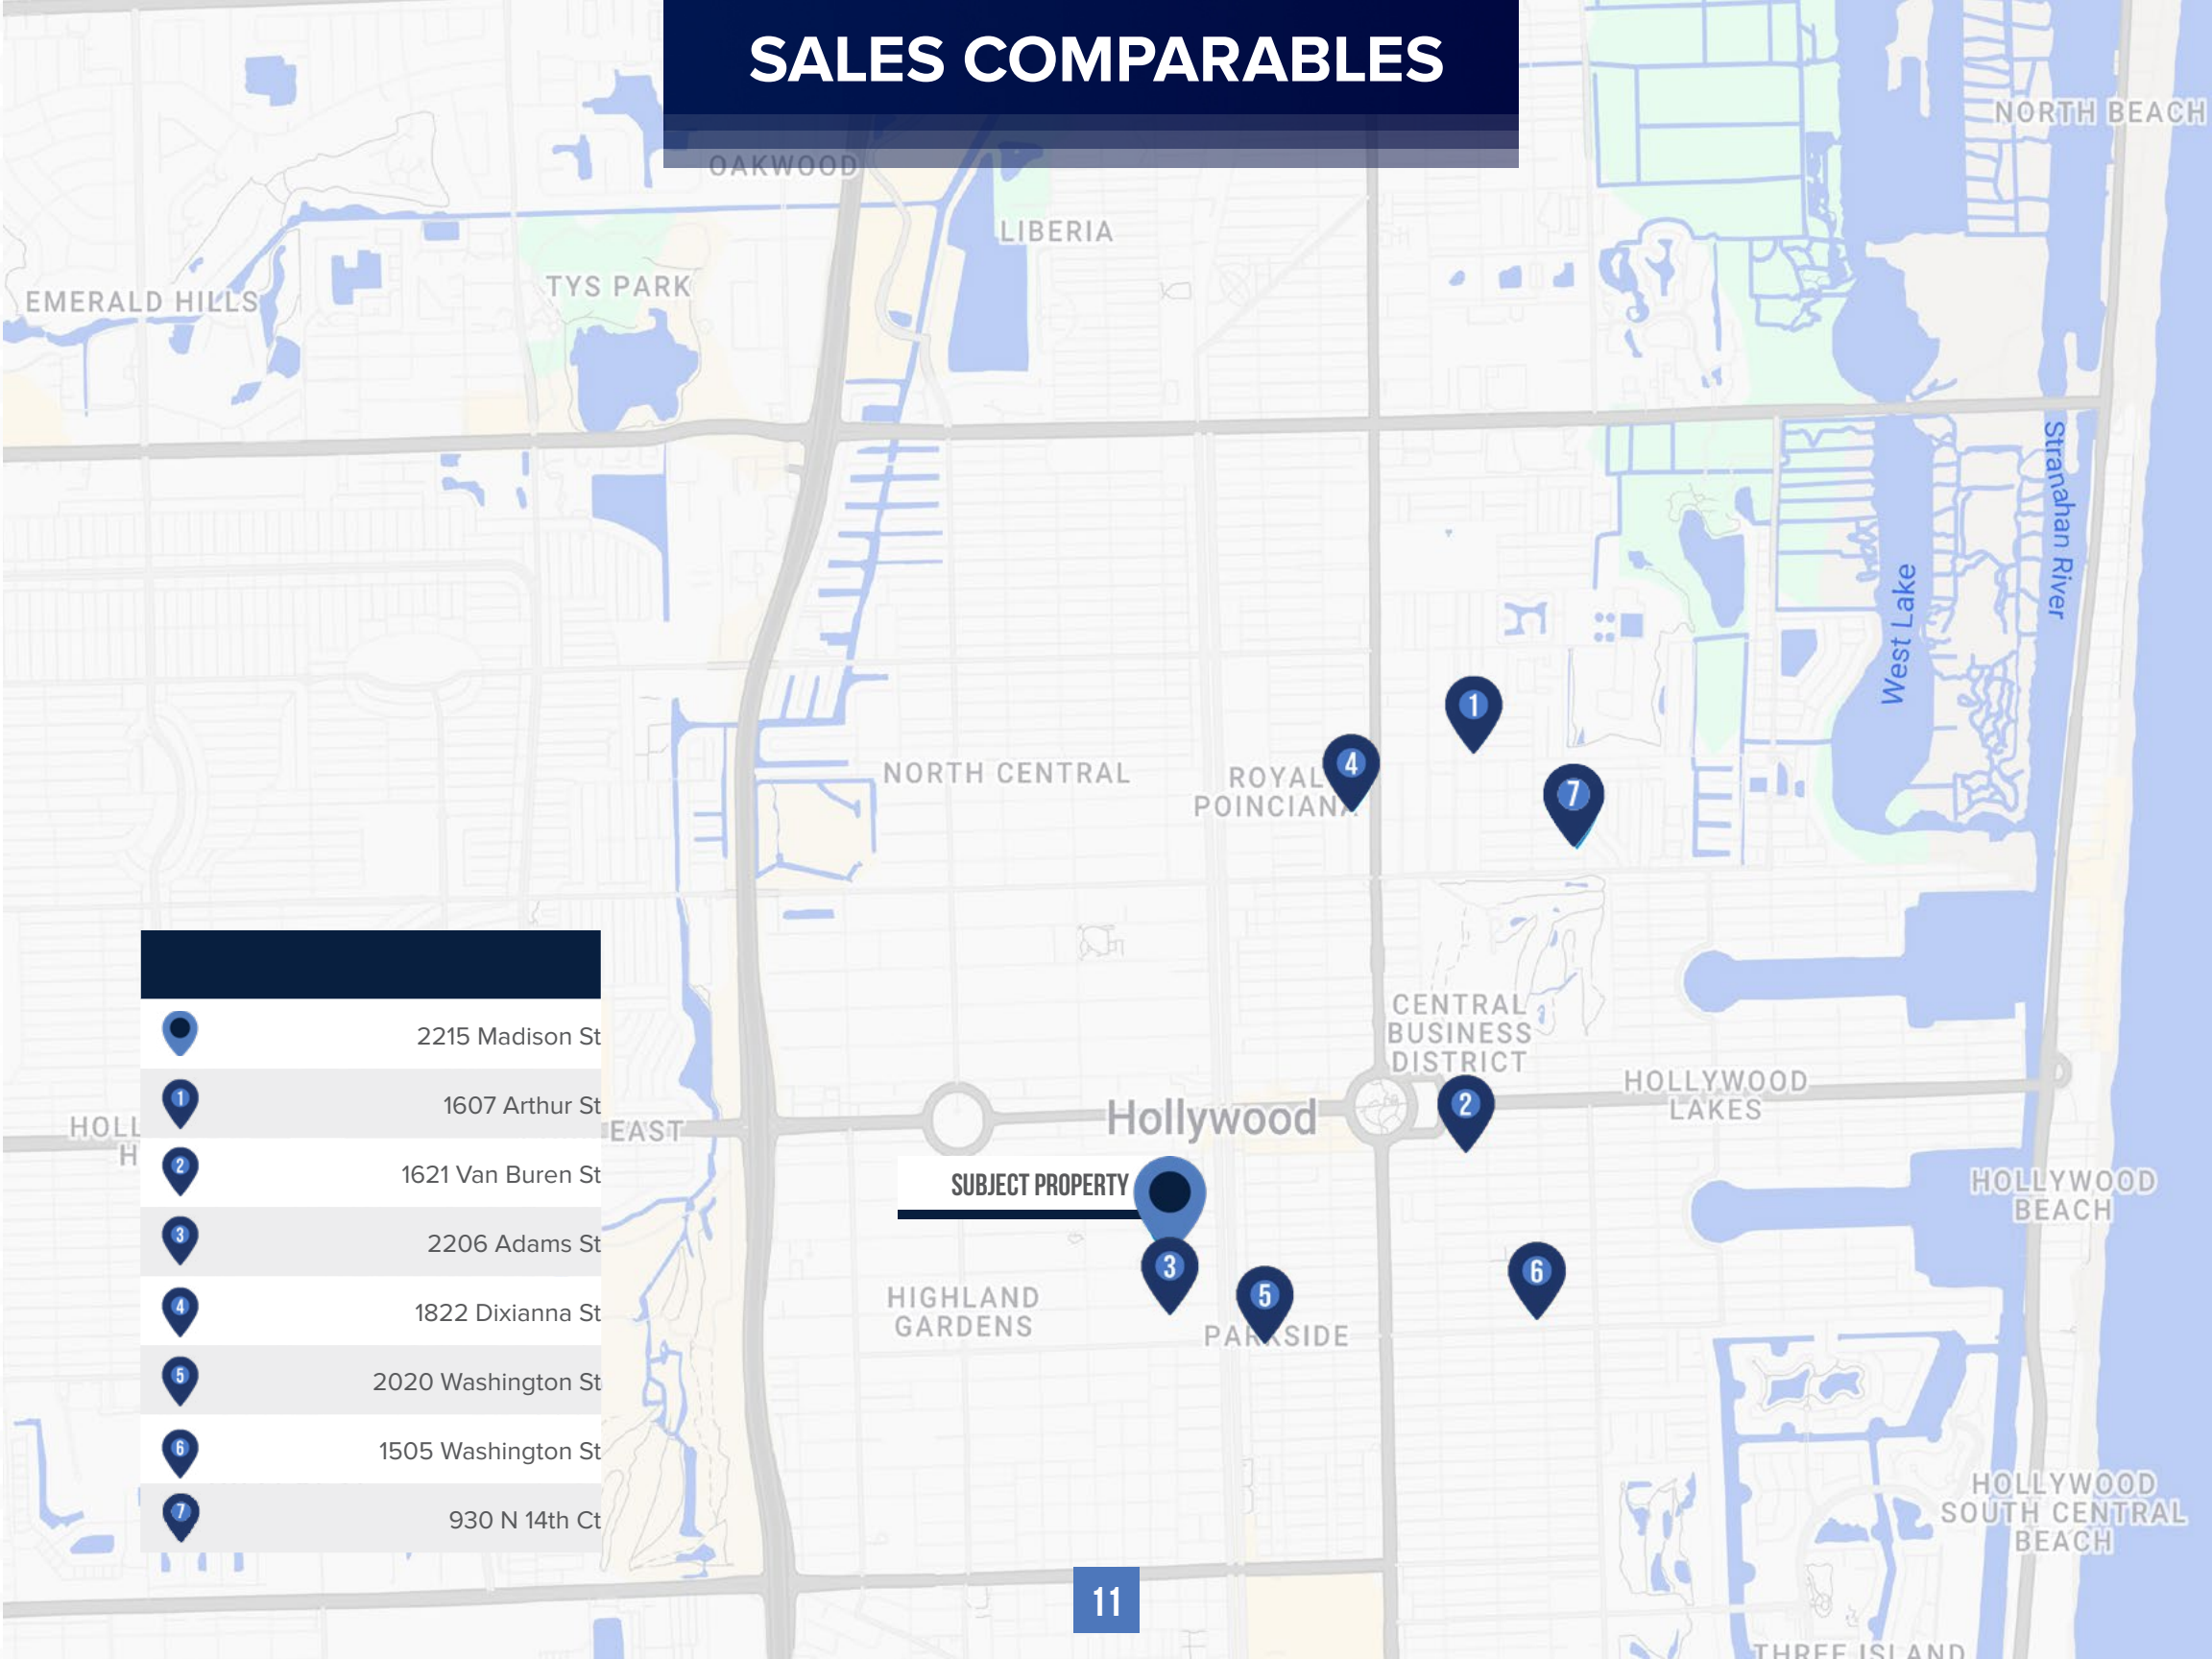 SALES COMPARABLES
NORTH BEACH
OAKWOOD
LIBERIA
TYS PARK
EMERALD HILLS
Stranahan River
West Lake
1
4
7
NORTH CENTRAL
ROYAL
POINCIANA
CENTRAL
BUSINESS
DISTRICT
HOLLYWOOD
LAKES
2
Hollywood
HOLL
H
EAST
SUBJECT PROPERTY
HOLLYWOOD
BEACH
3
5
6
HIGHLAND
GARDENS
PARKSIDE
2215 Madison St
1 1607 Arthur St
2 1621 Van Buren St
3 2206 Adams St
4 1822 Dixianna St
5 2020 Washington St
6 1505 Washington St
7 930 N 14th Ct
HOLLYWOOD
SOUTH CENTRAL
BEACH
11
THREE ISLAND